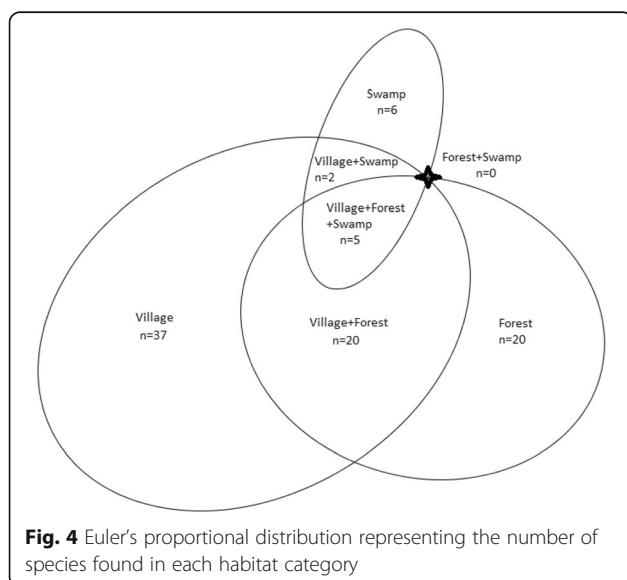 Swamp
n=6
Village+Swamp
n=2
Forest+Swamp
n=0
Village+Forest
+Swamp
n=5
Village
n=37
Village+Forest
n=20
Forest
n=20
Fig. 4 Euler's proportional distribution representing the number of
species found in each habitat category